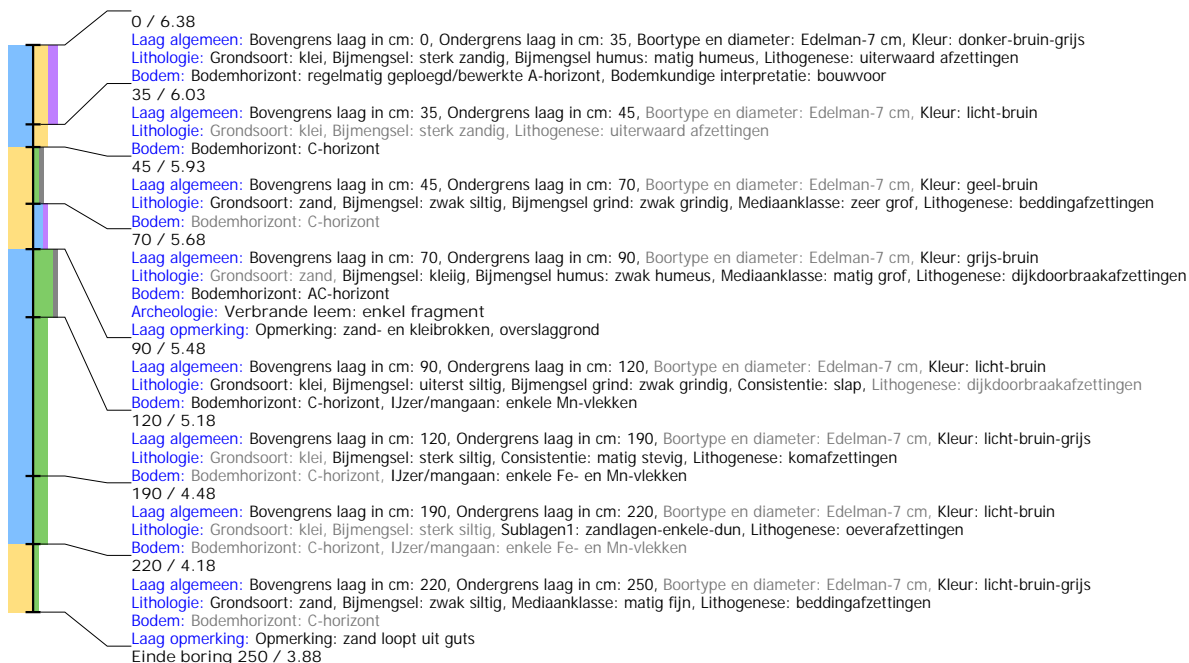 0 / 6.38
Laag algemeen: Bovengrens laag in cm: 0, Ondergrens laag in cm: 35, Boortype en diameter: Edelman-7 cm, Kleur: donker-bruin-grijs
Lithologie: Grondsoort: klei, Bijmengsel: sterk zandig, Bijmengsel humus: matig humeus, Lithogenese: uiterwaard afzettingen
Bodem: Bodemhorizont: regelmatig geploegd/bewerkte A-horizont, Bodemkundige interpretatie: bouwvoor
35 / 6.03
Laag algemeen: Bovengrens laag in cm: 35, Ondergrens laag in cm: 45, Boortype en diameter: Edelman-7 cm, Kleur: licht-bruin
Lithologie: Grondsoort: klei, Bijmengsel: sterk zandig, Lithogenese: uiterwaard afzettingen
Bodem: Bodemhorizont: C-horizont
45 / 5.93
Laag algemeen: Bovengrens laag in cm: 45, Ondergrens laag in cm: 70, Boortype en diameter: Edelman-7 cm, Kleur: geel-bruin
Lithologie: Grondsoort: zand, Bijmengsel: zwak siltig, Bijmengsel grind: zwak grindig, Mediaanklasse: zeer grof, Lithogenese: beddingafzettingen
Bodem: Bodemhorizont: C-horizont
70 / 5.68
Laag algemeen: Bovengrens laag in cm: 70, Ondergrens laag in cm: 90, Boortype en diameter: Edelman-7 cm, Kleur: grijs-bruin
Lithologie: Grondsoort: zand, Bijmengsel: kleiig, Bijmengsel humus: zwak humeus, Mediaanklasse: matig grof, Lithogenese: dijkdoorbraakafzettingen
Bodem: Bodemhorizont: AC-horizont
Archeologie: Verbrande leem: enkel fragment
Laag opmerking: Opmerking: zand- en kleibrokken, overslaggrond
90 / 5.48
Laag algemeen: Bovengrens laag in cm: 90, Ondergrens laag in cm: 120, Boortype en diameter: Edelman-7 cm, Kleur: licht-bruin
Lithologie: Grondsoort: klei, Bijmengsel: uiterst siltig, Bijmengsel grind: zwak grindig, Consistentie: slap, Lithogenese: dijkdoorbraakafzettingen
Bodem: Bodemhorizont: C-horizont, IJzer/mangaan: enkele Mn-vlekken
120 / 5.18
Laag algemeen: Bovengrens laag in cm: 120, Ondergrens laag in cm: 190, Boortype en diameter: Edelman-7 cm, Kleur: licht-bruin-grijs
Lithologie: Grondsoort: klei, Bijmengsel: sterk siltig, Consistentie: matig stevig, Lithogenese: komafzettingen
Bodem: Bodemhorizont: C-horizont, IJzer/mangaan: enkele Fe- en Mn-vlekken
190 / 4.48
Laag algemeen: Bovengrens laag in cm: 190, Ondergrens laag in cm: 220, Boortype en diameter: Edelman-7 cm, Kleur: licht-bruin
Lithologie: Grondsoort: klei, Bijmengsel: sterk siltig, Sublagen1: zandlagen-enkele-dun, Lithogenese: oeverafzettingen
Bodem: Bodemhorizont: C-horizont, IJzer/mangaan: enkele Fe- en Mn-vlekken
220 / 4.18
Laag algemeen: Bovengrens laag in cm: 220, Ondergrens laag in cm: 250, Boortype en diameter: Edelman-7 cm, Kleur: licht-bruin-grijs
Lithologie: Grondsoort: zand, Bijmengsel: zwak siltig, Mediaanklasse: matig fijn, Lithogenese: beddingafzettingen
Bodem: Bodemhorizont: C-horizont
Laag opmerking: Opmerking: zand loopt uit guts
Einde boring 250 / 3.88